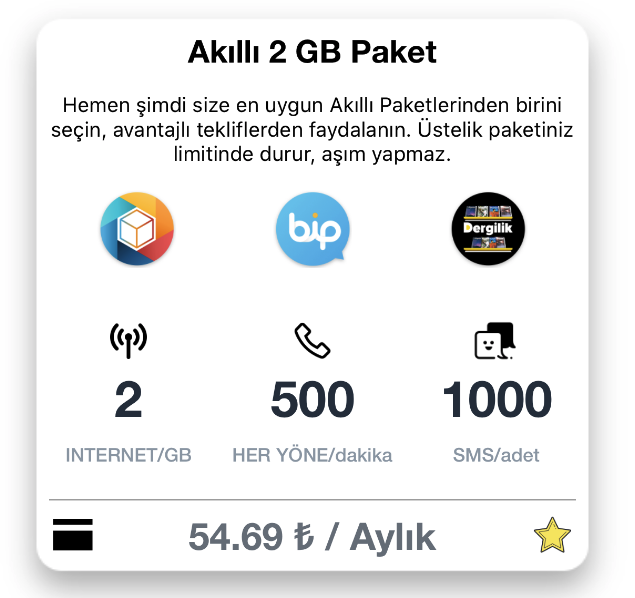 Akıllı 2 GB Paket
Hemen şimdi size en uygun Akıllı Paketlerinden birini
seçin, avantajlı tekliflerden faydalanın. Üstelik paketiniz
limitinde durur, aşım yapmaz.
bip
Dergilik
2 500 1000
INTERNET/GB HER YÖNE/dakika SMS/adet
54.69 ₺ / Aylık